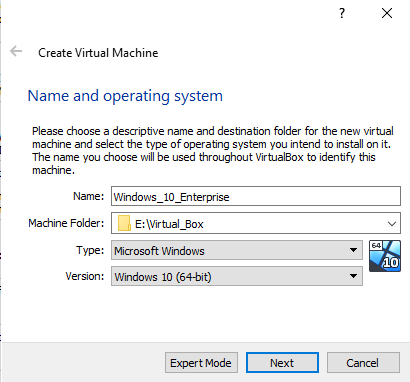 ?
Create Virtual Machine
Name and operating system
Please choose a descriptive name and destination folder for the new virtual
machine and select the type of operating system you intend to install on it.
The name you choose will be used throughout VirtualBox to identify this
machine.
Name: Windows_10_Enterprise
Machine Folder: E:\Virtual_Box
Type: Microsoft Windows
64
10
Version: Windows 10 (64-bit)
Expert Mode Next Cancel